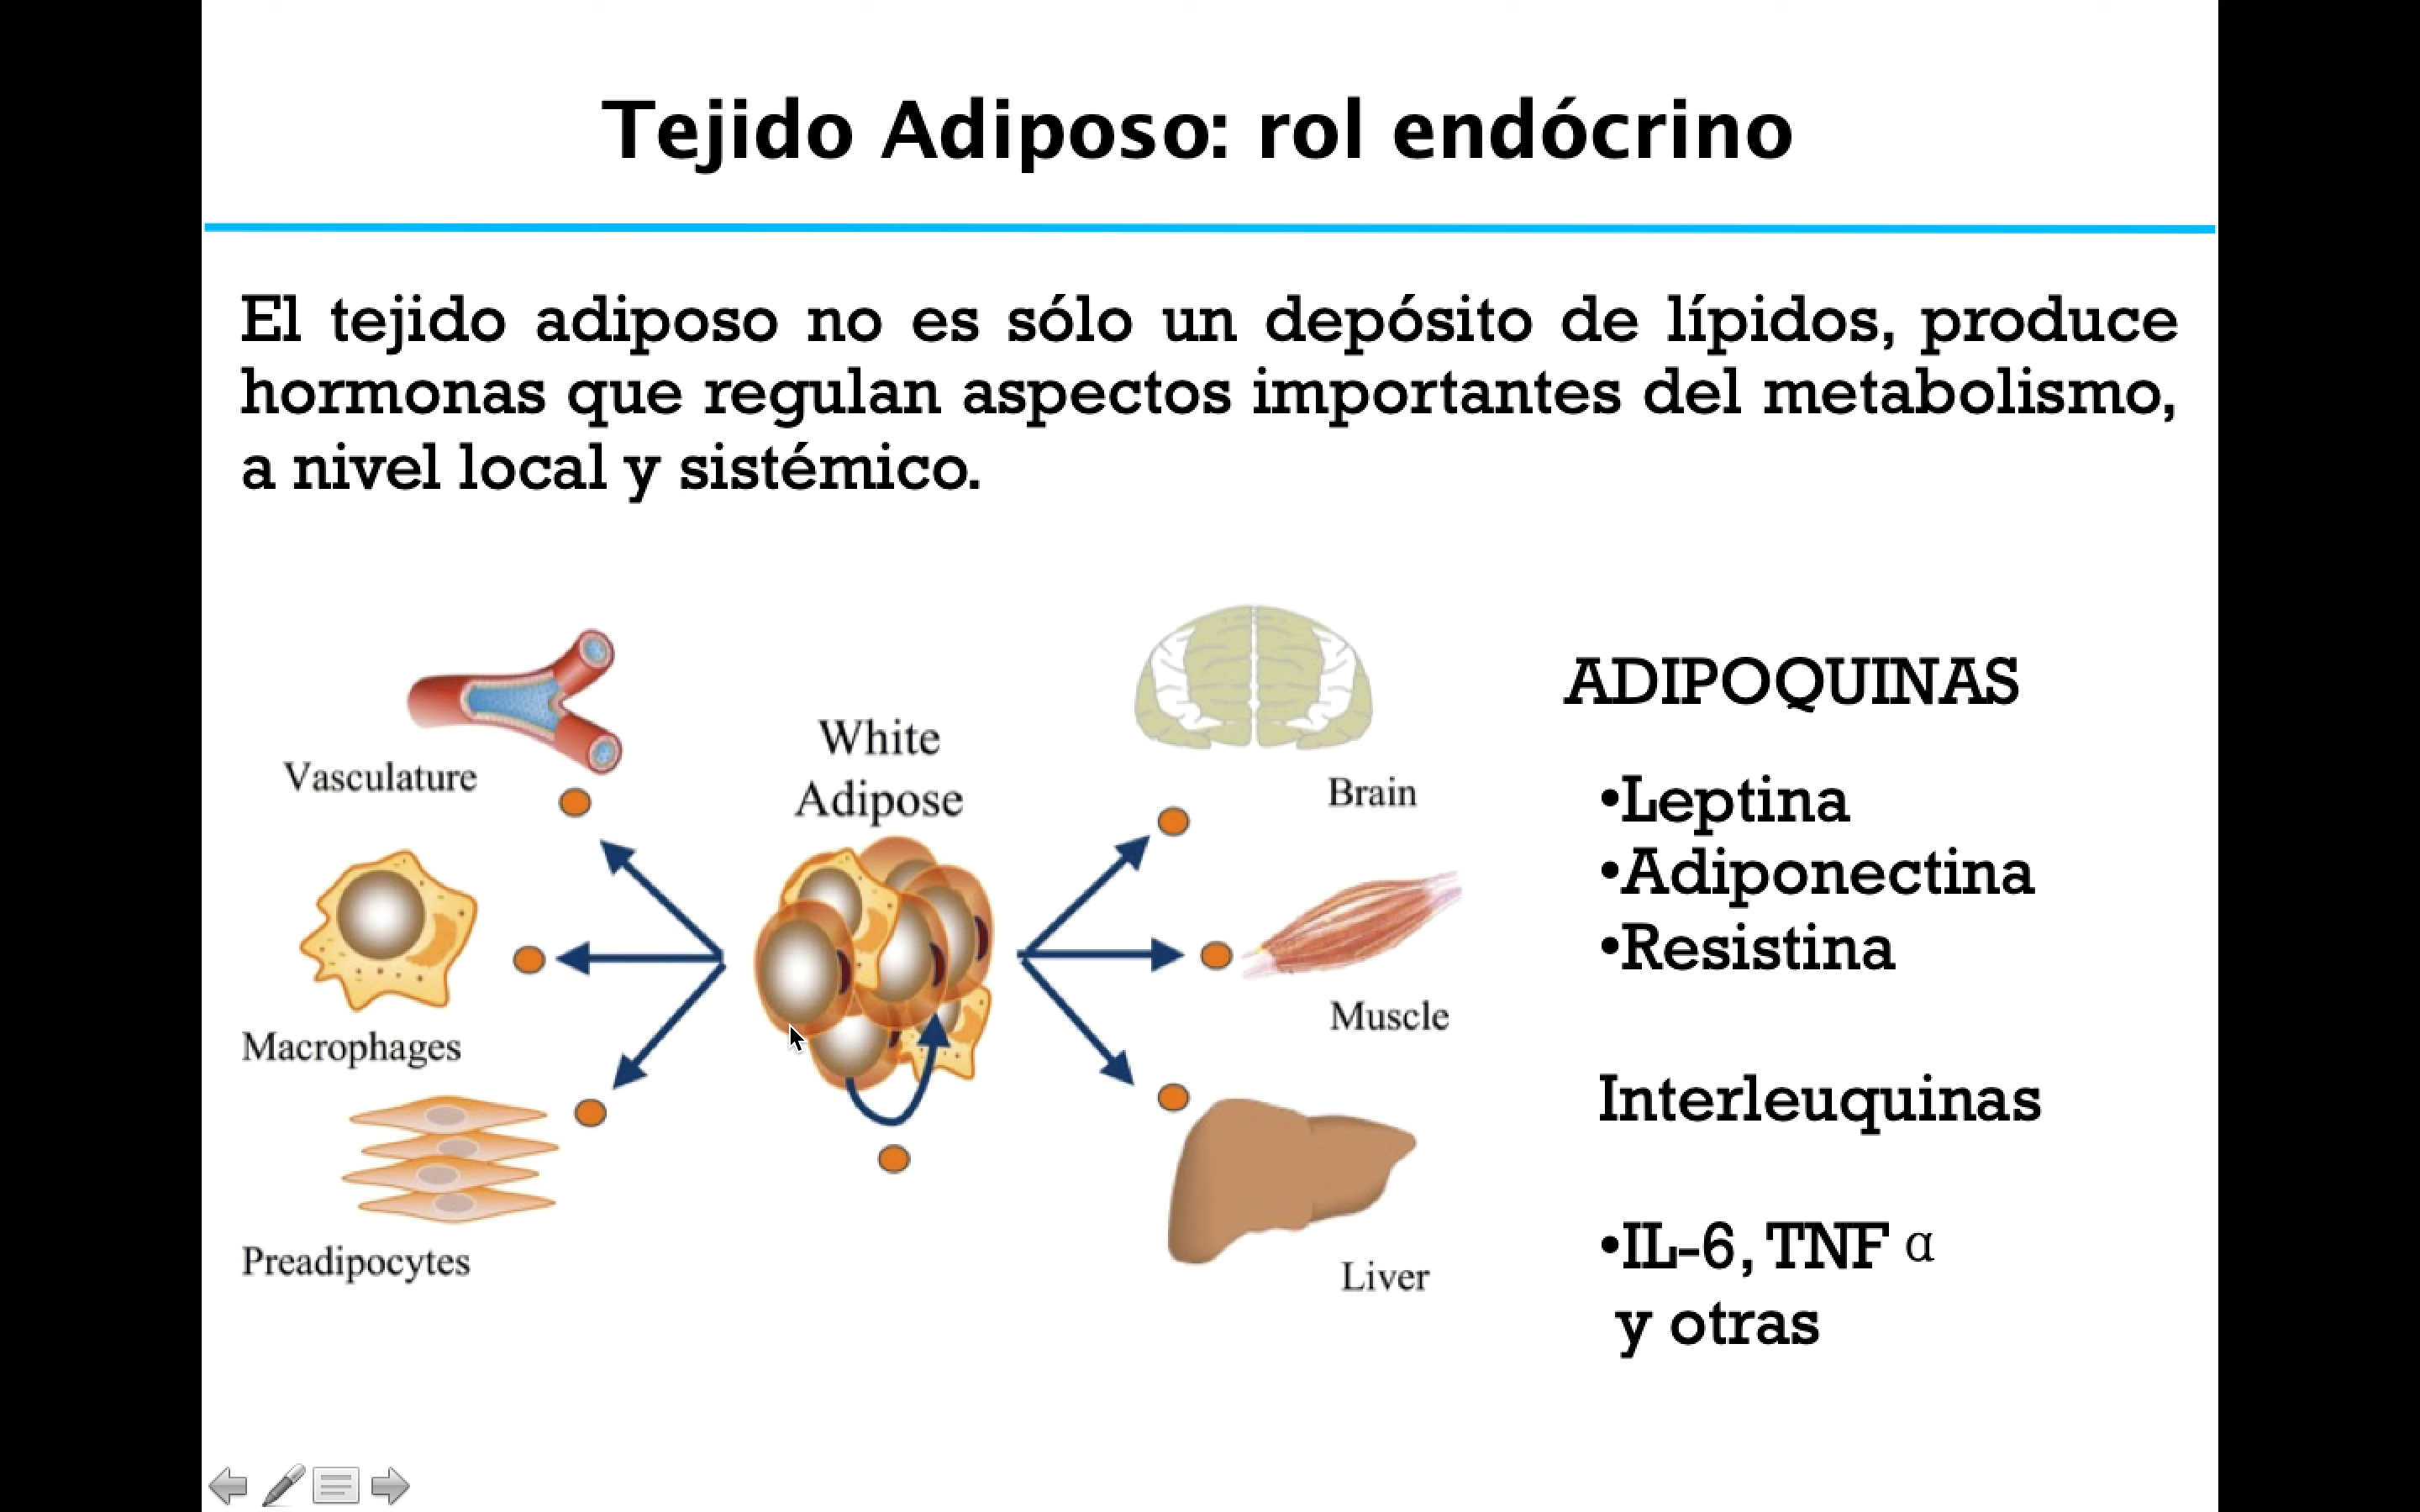 Tejido Adiposo: rol endócrino
El tejido adiposo no es sólo un depósito de lípidos, produce
hormonas que regulan aspectos importantes del metabolismo,
a nivel local y sistémico.
Vasculature
Macrophages
Preadipocytes
White
Adipose
Brain
Muscle
Liver
ADIPOQUINAS
•Leptina
•Adiponectina
•Resistina
Interleuquinas
•IL-6, TNF α
y otras